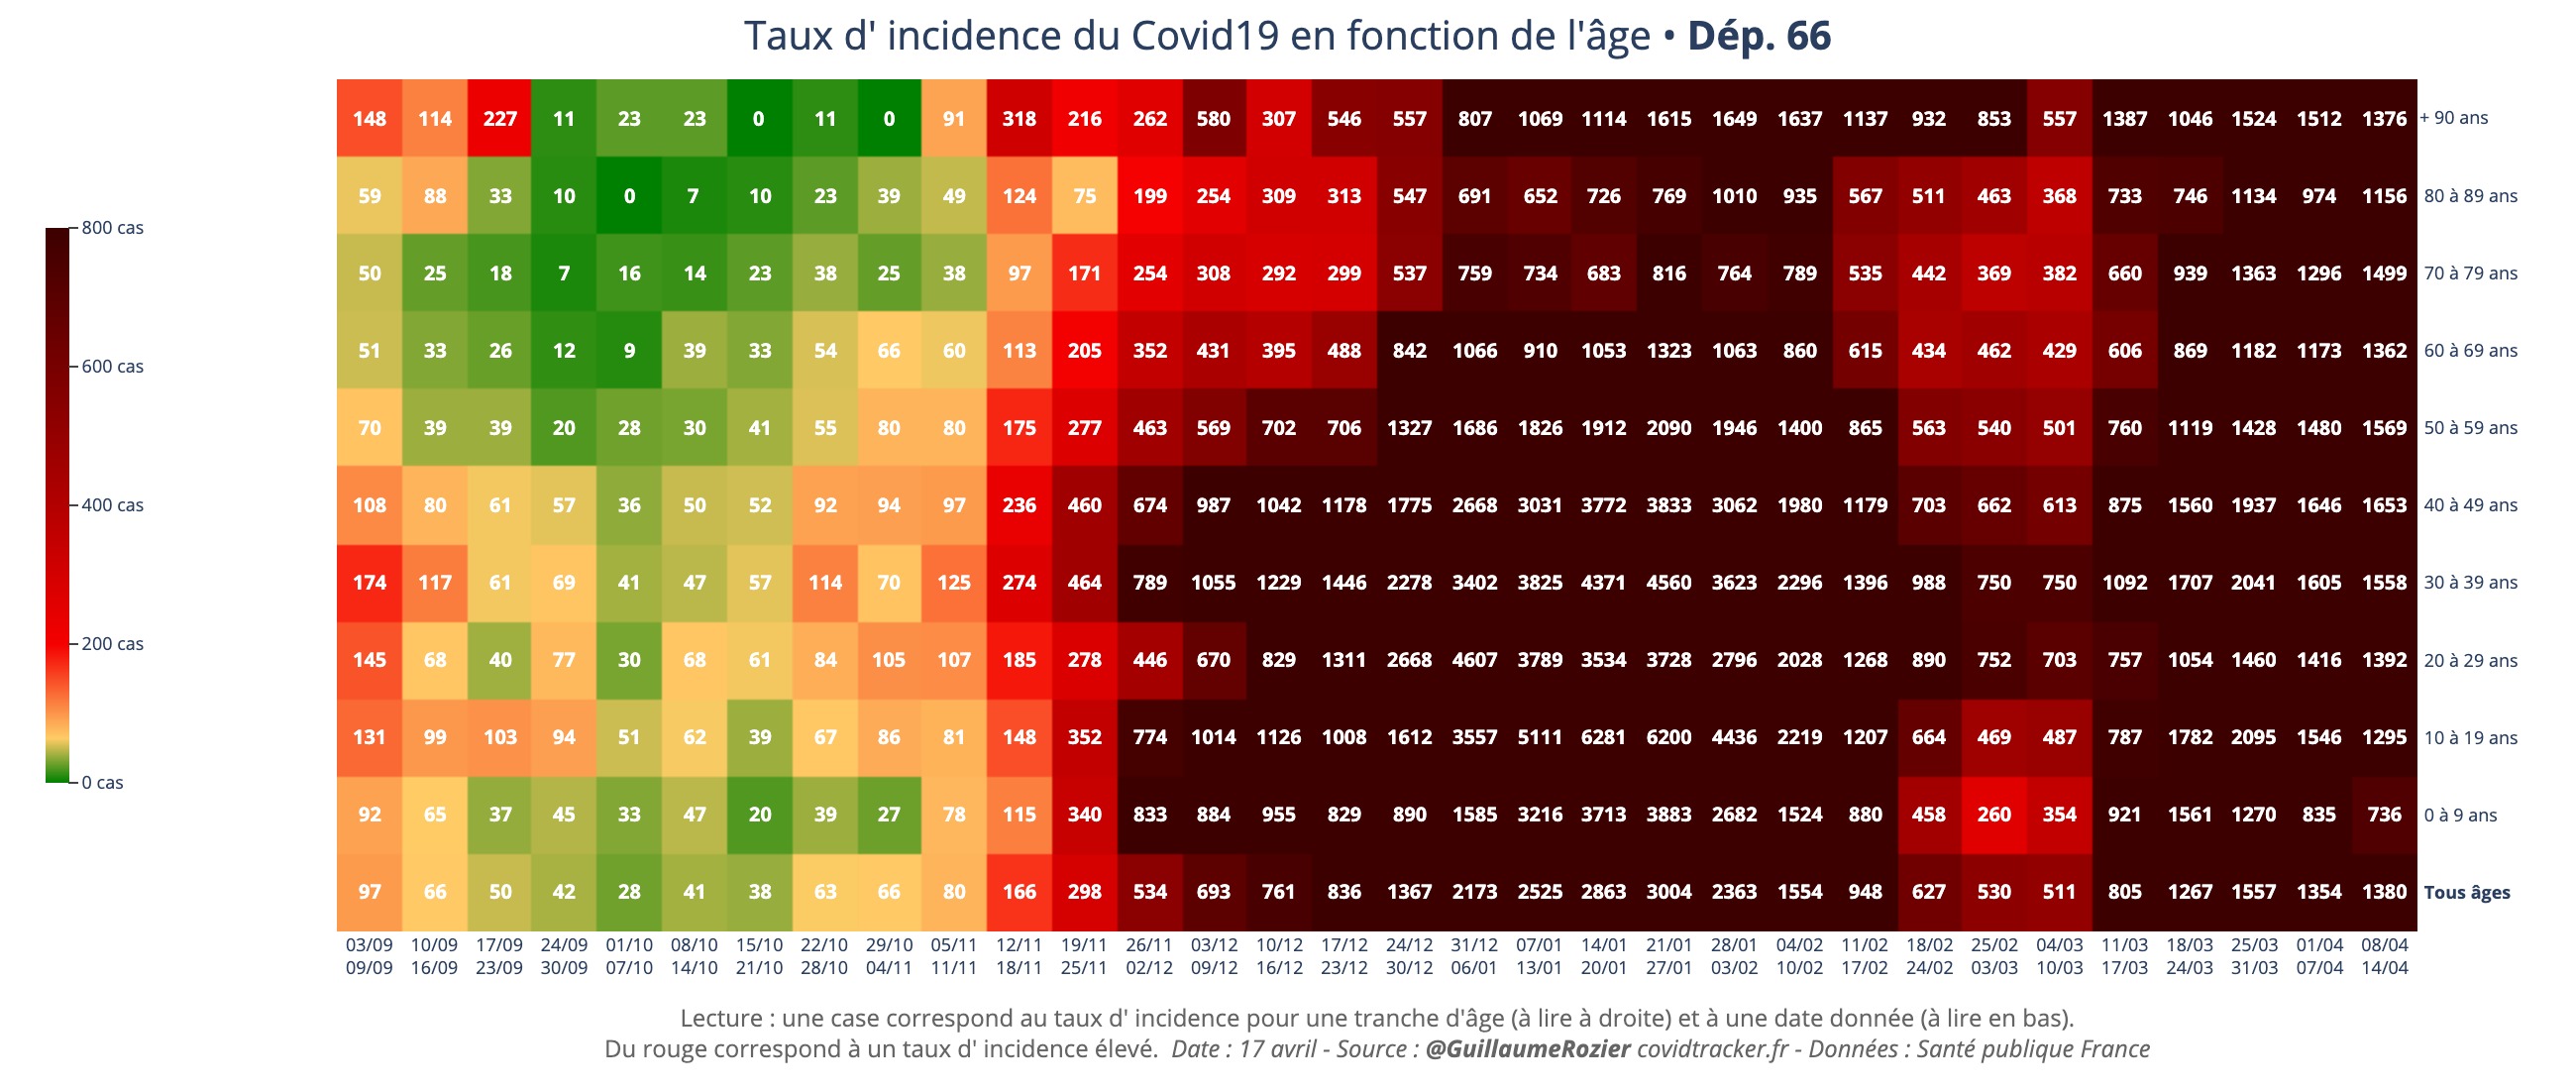 Taux d' incidence du Covid19 en fonction de l'âge • Dép. 66
148 114 227 11 23 23 0 11 0 91 318 216 262 580 307 546 557 807 1069 1114 1615 1649 1637 1137 932 853 557 1387 1046 1524 1512 1376 + 90 ans
59 88 33 10 0 7 10 23 39 49 124 75 199 254 309 313 547 691 652 726 769 1010 935 567 511 463 368 733 746 1134 974 1156 80 à 89 ans
800 cas
50 25 18 7 16 14 23 38 25 38 97 171 254 308 292 299 537 759 734 683 816 764 789 535 442 369 382 660 939 1363 1296 1499 70 à 79 ans
51 33 26 12 9 39 33 54 66 60 113 205 352 431 395 488 842 1066 910 1053 1323 1063 860 615 434 462 429 606 869 1182 1173 1362 60 à 69 ans
600 cas
70 39 39 20 28 30 41 55 80 80 175 277 463 569 702 706 1327 1686 1826 1912 2090 1946 1400 865 563 540 501 760 1119 1428 1480 1569 50 à 59 ans
400 cas
108 80 61 57 36 50 52 92 94 97 236 460 674 987 1042 1178 1775 2668 3031 3772 3833 3062 1980 1179 703 662 613 875 1560 1937 1646 1653 40 à 49 ans
174 117 61 69 41 47 57 114 70 125 274 464 789 1055 1229 1446 2278 3402 3825 4371 4560 3623 2296 1396 988 750 750 1092 1707 2041 1605 1558 30 à 39 ans
200 cas
145 68 40 77 30 68 61 84 105 107 185 278 446 670 829 1311 2668 4607 3789 3534 3728 2796 2028 1268 890 752 703 757 1054 1460 1416 1392 20 à 29 ans
131 99 103 94 51 62 39 67 86 81 148 352 774 1014 1126 1008 1612 3557 5111 6281 6200 4436 2219 1207 664 469 487 787 1782 2095 1546 1295 10 à 19 ans
0 cas
92 65 37 45 33 47 20 39 27 78 115 340 833 884 955 829 890 1585 3216 3713 3883 2682 1524 880 458 260 354 921 1561 1270 835 736 0 à 9 ans
97 66 50 42 28 41 38 63 66 80 166 298 534 693 761 836 1367 2173 2525 2863 3004 2363 1554 948 627 530 511 805 1267 1557 1354 1380 Tous âges
03/09 10/09 17/09 24/09 01/10 08/10 15/10 22/10 29/10 05/11 12/11 19/11 26/11 03/12 10/12 17/12 24/12 31/12 07/01 14/01 21/01 28/01 04/02 11/02 18/02 25/02 04/03 11/03 18/03 25/03 01/04 08/04
09/09 16/09 23/09 30/09 07/10 14/10 21/10 28/10 04/11 11/11 18/11 25/11 02/12 09/12 16/12 23/12 30/12 06/01 13/01 20/01 27/01 03/02 10/02 17/02 24/02 03/03 10/03 17/03 24/03 31/03 07/04 14/04
Lecture : une case correspond au taux d' incidence pour une tranche d'âge (à lire à droite) et à une date donnée (à lire en bas).
Du rouge correspond à un taux d' incidence élevé. Date : 17 avril - Source : @GuillaumeRozier covidtracker.fr - Données : Santé publique France